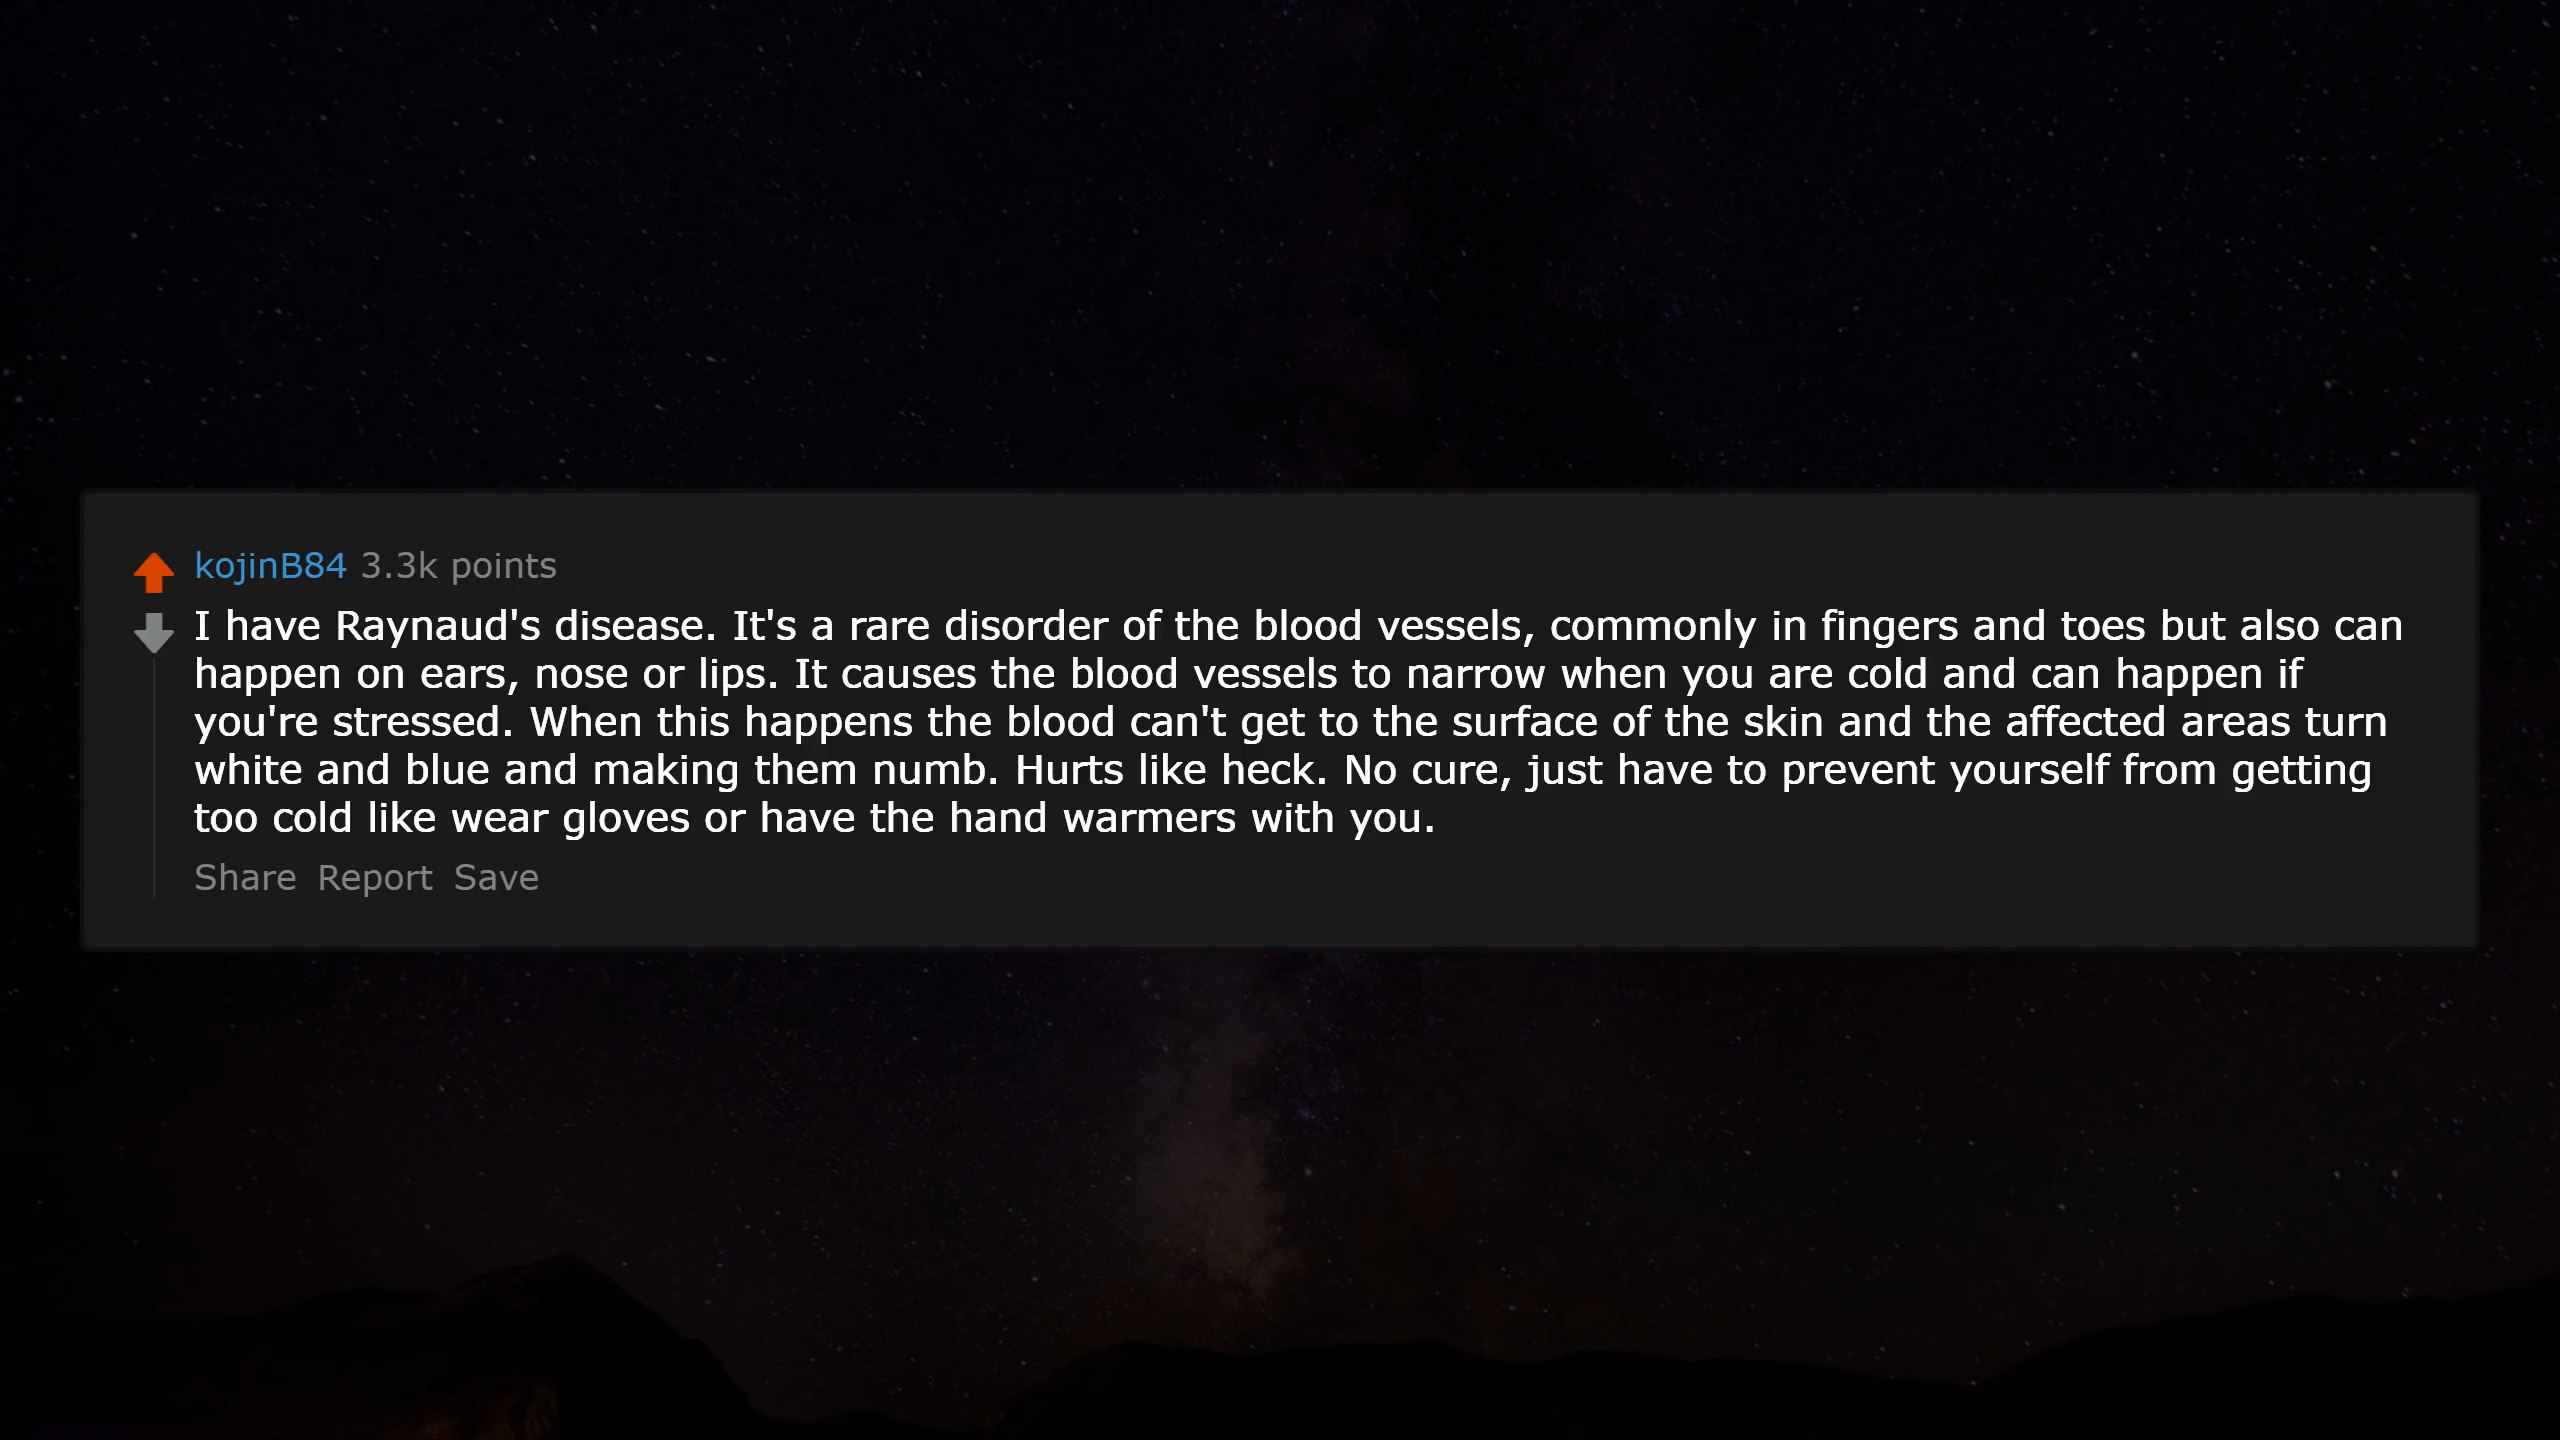 kojinB84 3.3k points
I have Raynaud's disease. It's a rare disorder of the blood vessels, commonly in fingers and toes but also can
happen on ears, nose or lips. It causes the blood vessels to narrow when you are cold and can happen if
you're stressed. When this happens the blood can't get to the surface of the skin and the affected areas turn
white and blue and making them numb. Hurts like heck. No cure, just have to prevent yourself from getting
too cold like wear gloves or have the hand warmers with you.
Share Report Save